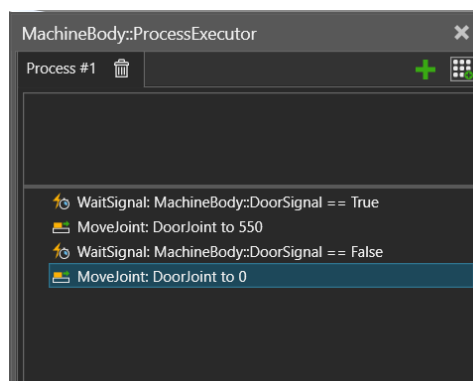 MachineBody::ProcessExecutor
Process #1
WaitSignal: MachineBody::DoorSignal == True
MoveJoint: DoorJoint to 550
WaitSignal: MachineBody::DoorSignal == False
MoveJoint: DoorJoint to 0